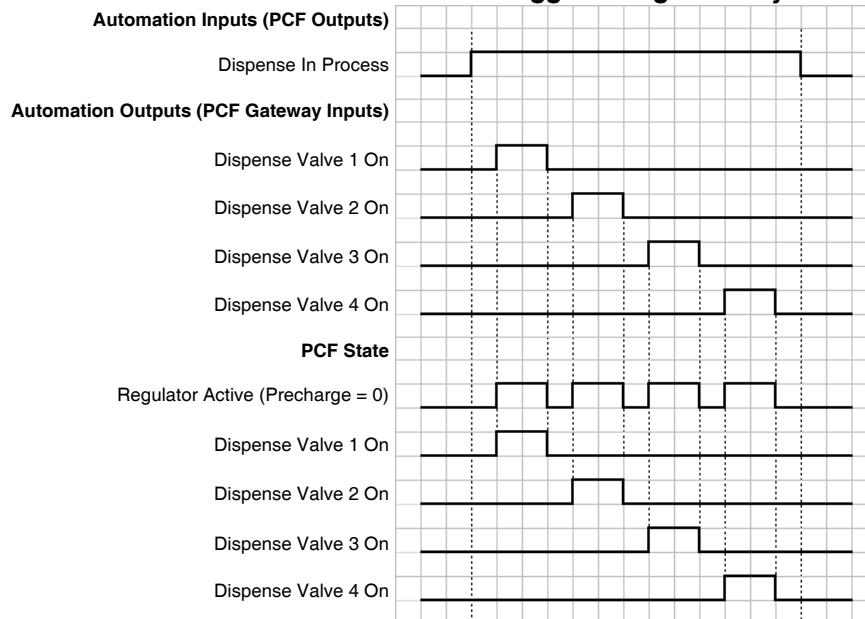 Automation Inputs (PCF Outputs)
Dispense In Process
Automation Outputs (PCF Gateway Inputs)
Dispense Valve 1 On
Dispense Valve 2 On
Dispense Valve 3 On
Dispense Valve 4 On
PCF State
Regulator Active (Precharge = 0)
Dispense Valve 1 On
Dispense Valve 2 On
Dispense Valve 3 On
Dispense Valve 4 On